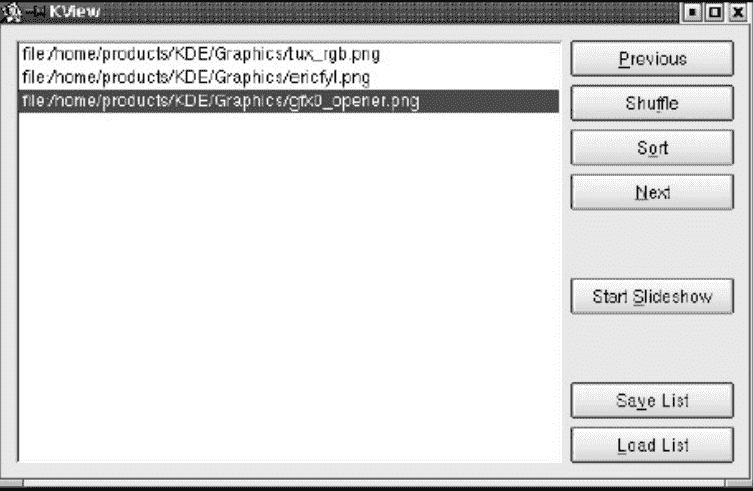 KView
file:/home/products/KDE/Graphics/tux_rgb.png
file:/home/products/KDE/Graphics/ericfyl.png
file:/home/products/KDE/Graphics/gfx0_opener.png
Previous
Shuffle
Sort
Next
Start Slideshow
Save List
Load List